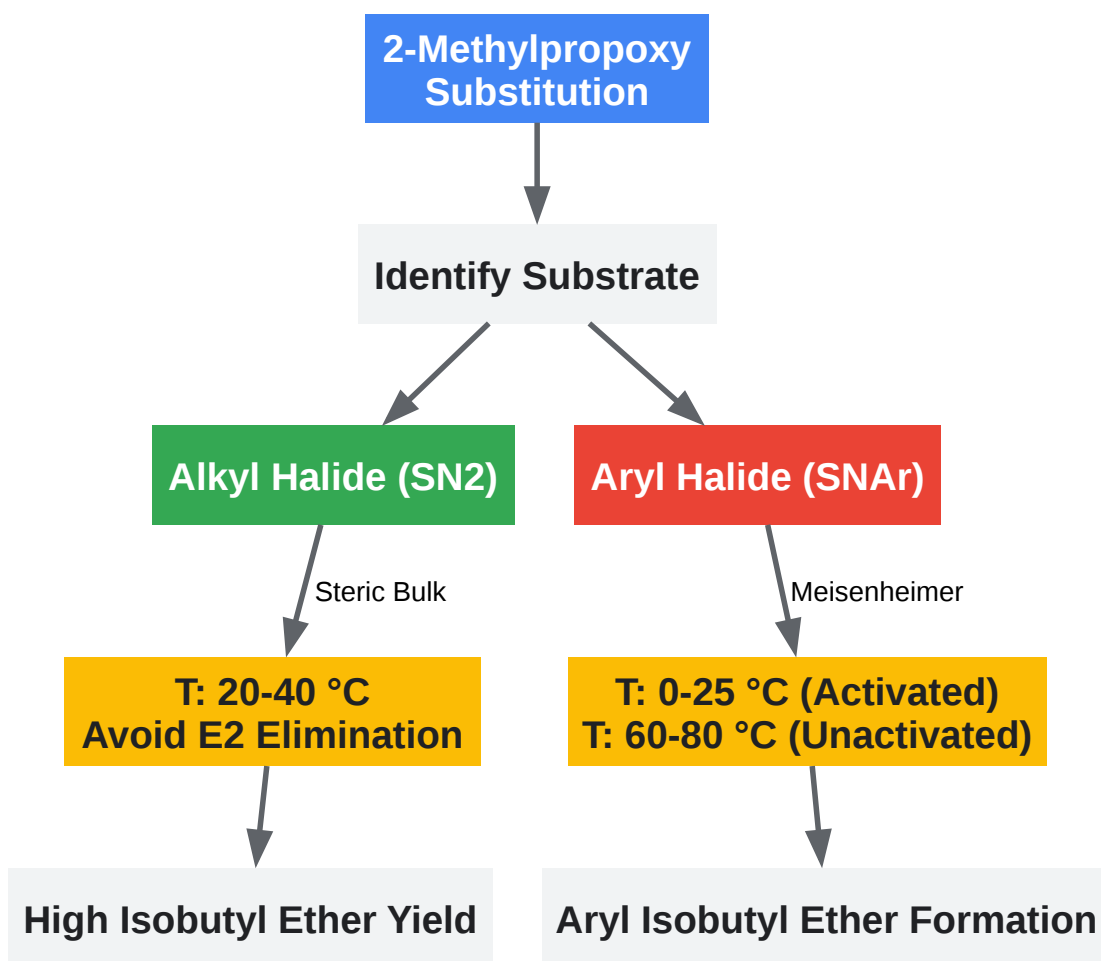 2-Methylpropoxy
Substitution
Identify Substrate
Alkyl Halide (SN2)
Aryl Halide (SNAr)
Steric Bulk
Meisenheimer
T: 20-40 °C
Avoid E2 Elimination
T: 0-25 °C (Activated)
T: 60-80 °C (Unactivated)
High Isobutyl Ether Yield
Aryl Isobutyl Ether Formation